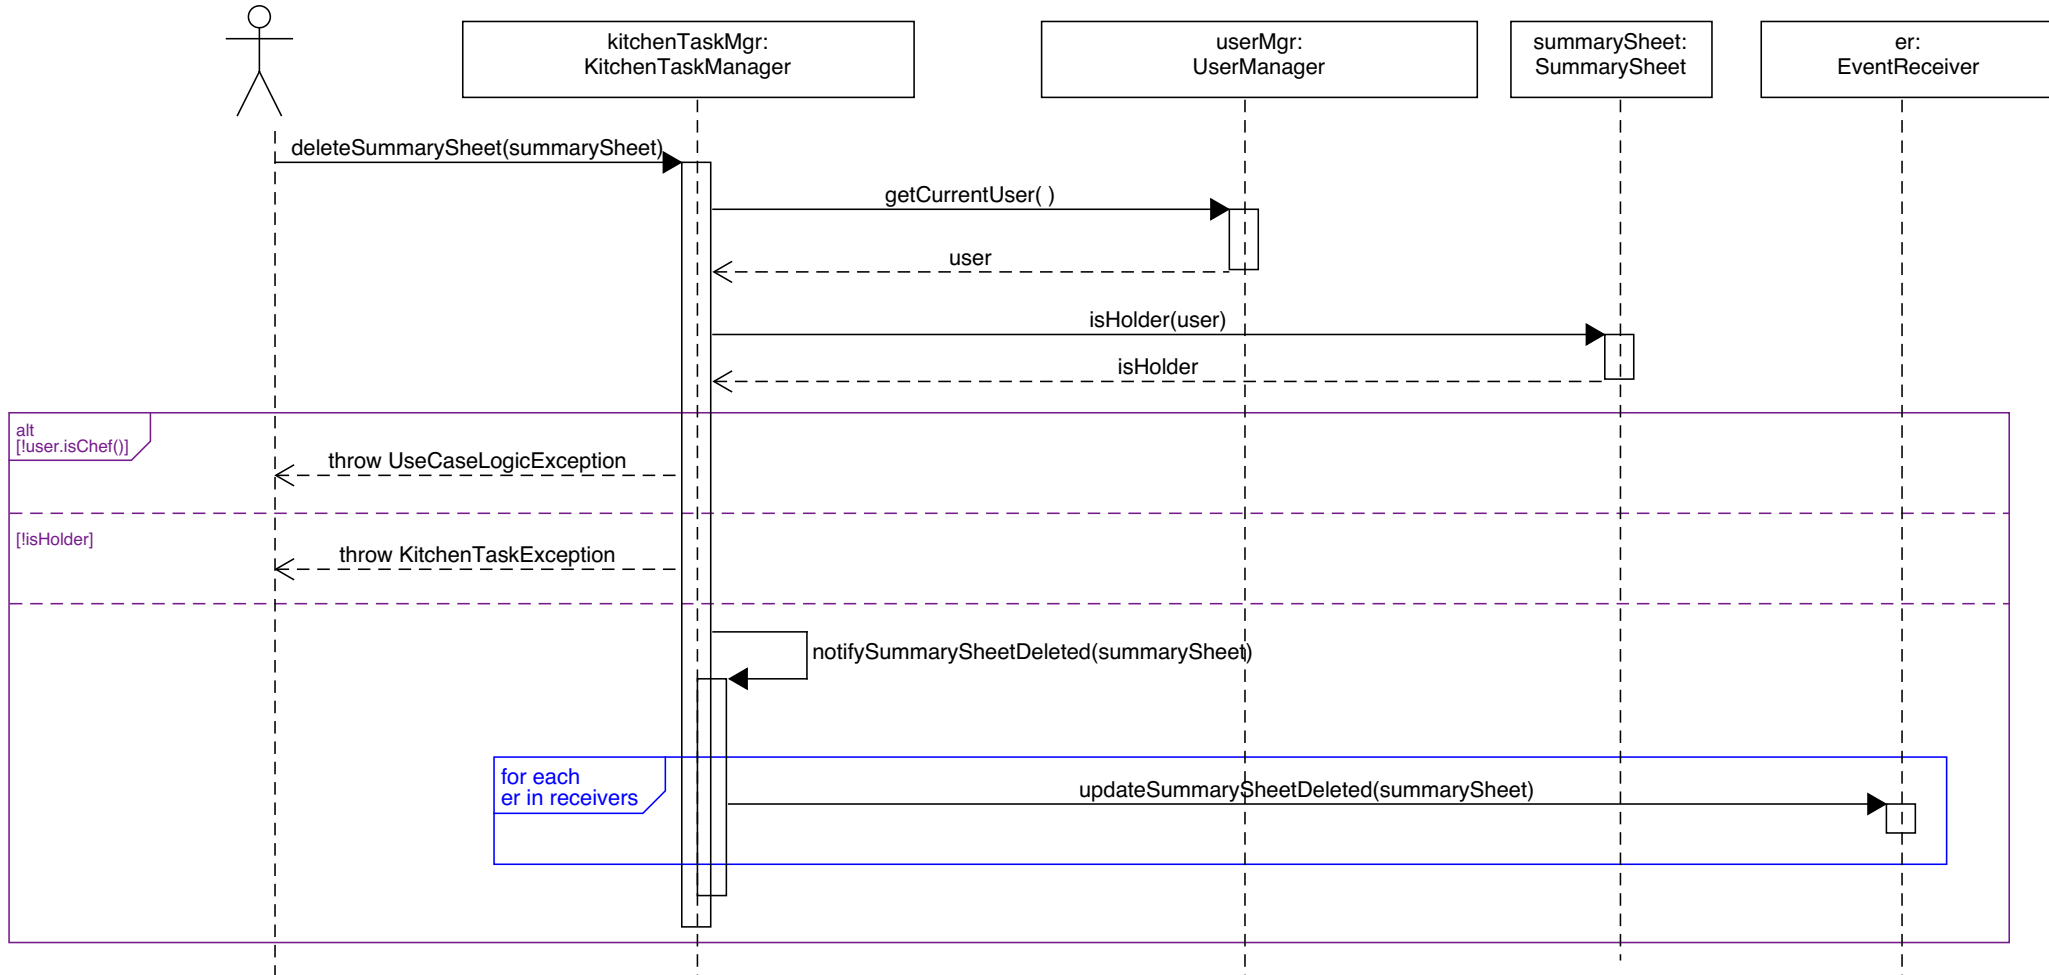 kitchenTaskMgr:
KitchenTaskManager
userMgr:
UserManager
summarySheet:
SummarySheet
er:
EventReceiver
deleteSummarySheet(summarySheet)
getCurrentUser( )
user
isHolder(user)
isHolder
alt
[!user.isChef()]
throw UseCaseLogicException
[!isHolder]
throw KitchenTaskException
notifySummarySheetDeleted(summarySheet)
for each
er in receivers
updateSummarySheetDeleted(summarySheet)